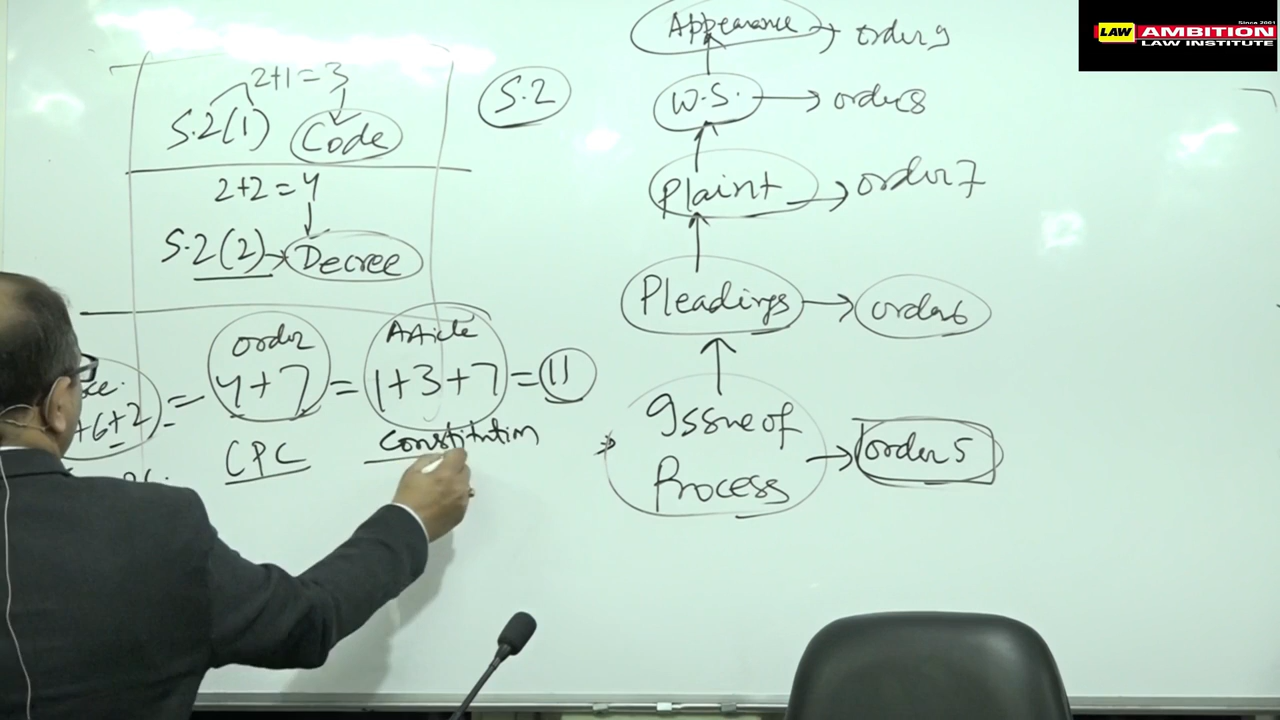 2+1=3
S.2(1) Code
2+2=4
S.2(2)→Decree
order
Article
+6+2 = 4+7 = 1+3+7 = 11
CPC
Constitution
S.2
Appearance → order 9
W.S. → order 8
Plaint → order 7
Pleadings → order 6
Issue of
Process → order 5
Since 2001
LAW AMBITION
LAW INSTITUTE